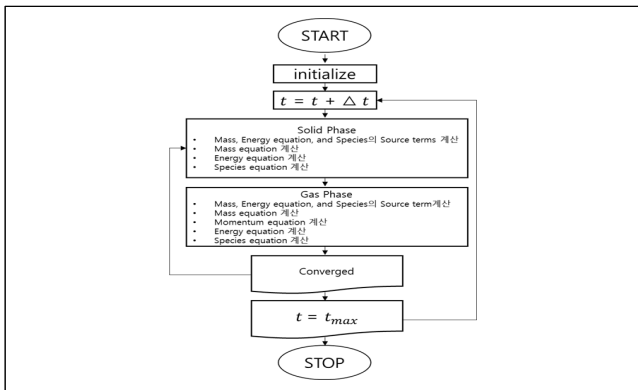 START
initialize
t = t + △ t
Solid Phase
• Mass, Energy equation, and Species의 Source terms 계산
• Mass equation 계산
• Energy equation 계산
• Species equation 계산
Gas Phase
• Mass, Energy equation, and Species의 Source term계산
• Mass equation 계산
• Momentum equation 계산
• Energy equation 계산
• Species equation 계산
Converged
t = tmax
STOP